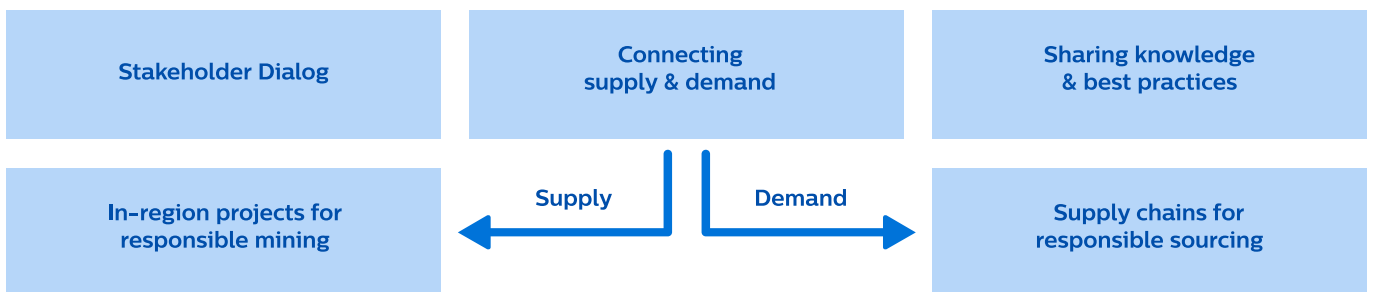 Stakeholder Dialog
Connecting
supply & demand
Sharing knowledge
& best practices
In-region projects for
responsible mining
Supply
Demand
Supply chains for
responsible sourcing